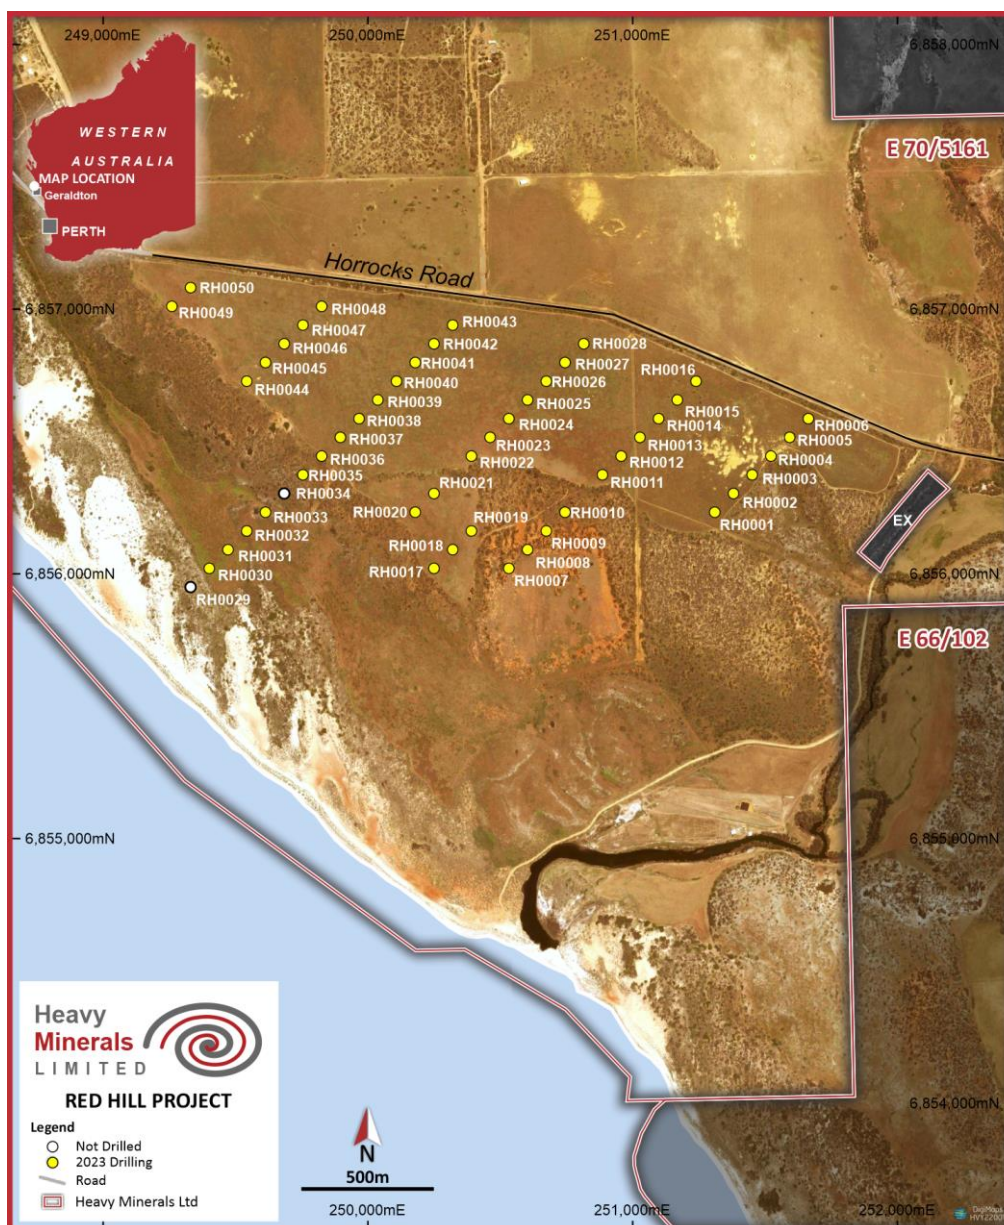 249,000mE
250,000mE
251,000mE
6,858,000mN
WESTERN
AUSTRALIA
MAP LOCATION
Geraldton
PERTH
E 70/5161
Horrocks Road
6,857,000mN
6,857,000mN
RH0050
RH0049
RH0048
RH0047
RH0046
RH0045
RH0044
RH0043
RH0042
RH0041
RH0040
RH0039
RH0038
RH0037
RH0036
RH0035
RH0034
RH0033
RH0032
RH0031
RH0030
RH0029
RH0028
RH0027
RH0026
RH0025
RH0024
RH0023
RH0022
RH0021
RH0020
RH0019
RH0018
RH0017
RH0016
RH0015
RH0014
RH0013
RH0012
RH0011
RH0010
RH0009
RH0008
RH0007
RH0006
RH0005
RH0004
RH0003
RH0002
RH0001
EX
6,856,000mN
6,856,000mN
E 66/102
6,855,000mN
6,855,000mN
Heavy
Minerals
LIMITED
RED HILL PROJECT
Legend
Not Drilled
2023 Drilling
Road
Heavy Minerals Ltd
N
500m
6,854,000mN
250,000mE
251,000mE
252,000mE